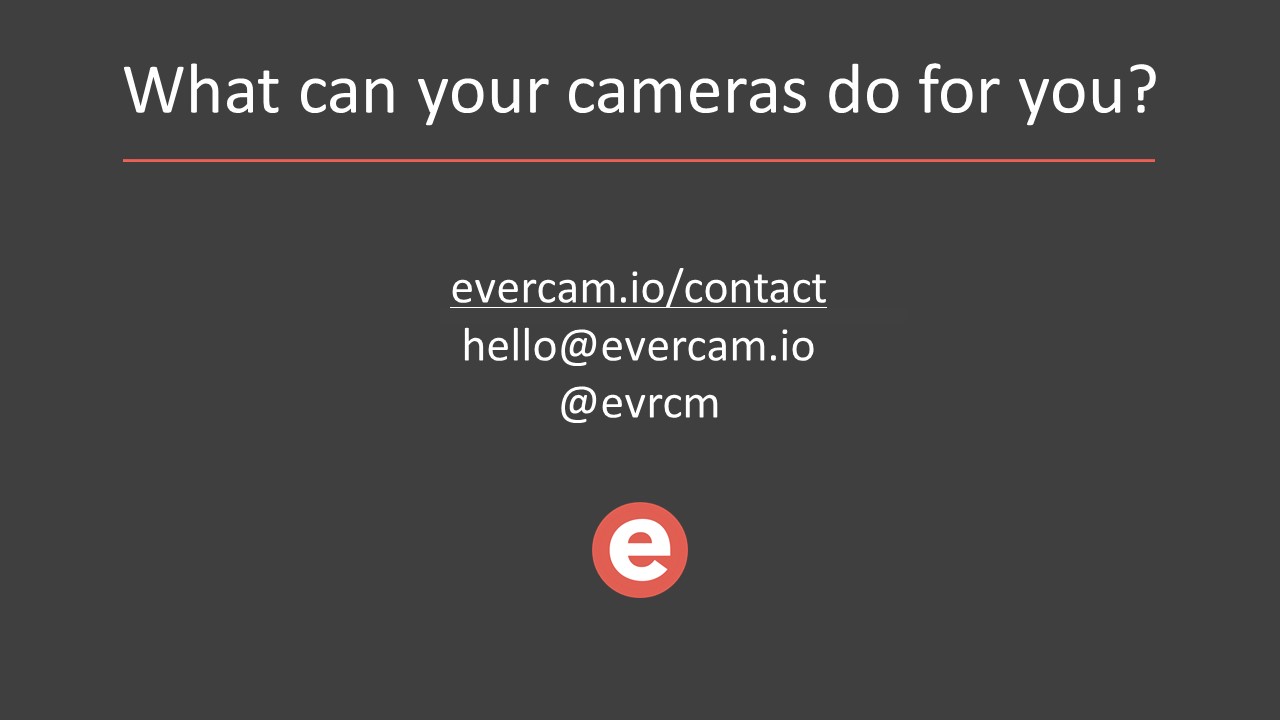 What can your cameras do for you?
evercam.io/contact
hello@evercam.io
@evrcm
e